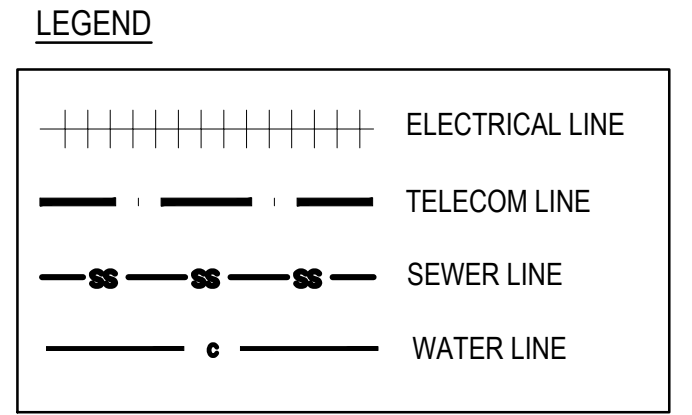 LEGEND
ELECTRICAL LINE
TELECOM LINE
SS SS SS SEWER LINE
c WATER LINE